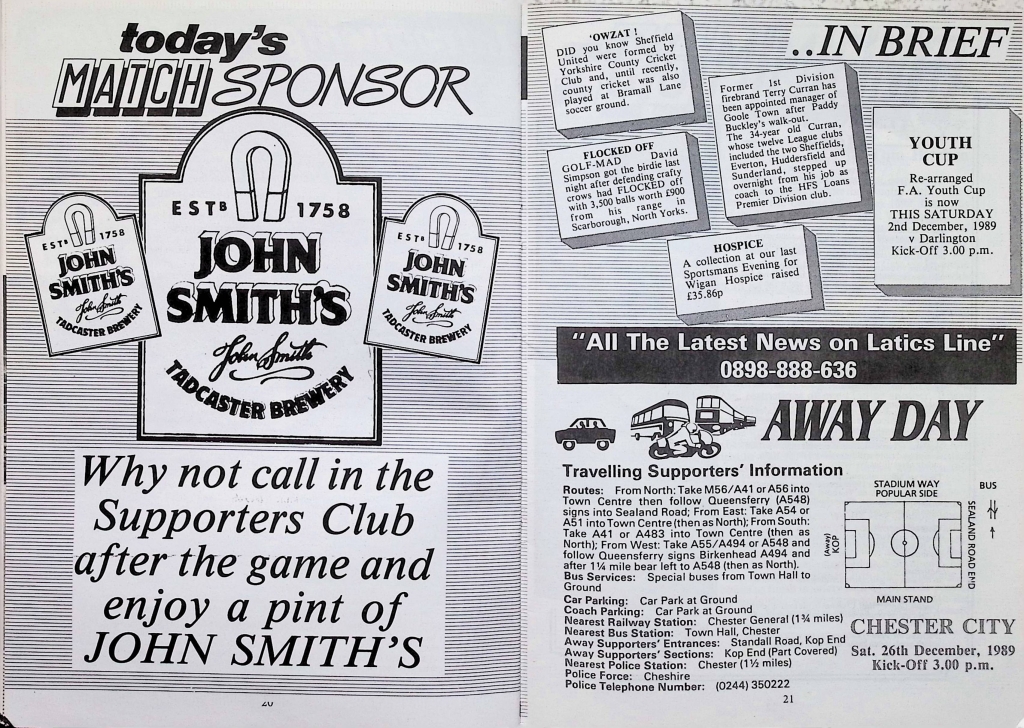 today's
MATCH SPONSOR
ESTB 1758
JOHN
SMITH'S
John Smith
TADCASTER BREWERY
ESTB 1758
JOHN
SMITH'S
John Smith
TADCASTER BREWERY
ESTB 1758
JOHN
SMITH'S
John Smith
TADCASTER BREWERY
Why not call in the
Supporters Club
after the game and
enjoy a pint of
JOHN SMITH'S
20
..IN BRIEF
'OWZAT !
DID you know Sheffield
United were formed by
Yorkshire County Cricket
Club and, until recently,
county cricket was also
played at Bramall Lane
soccer ground.
FLOCKED OFF
GOLF-MAD David
Simpson got the birdie last
night after defending crafty
crows had FLOCKED off
with 3,500 balls worth £900
from his range in
Scarborough, North Yorks.
Former 1st Division
firebrand Terry Curran has
been appointed manager of
Goole Town after Paddy
Buckley's walk-out.
The 34-year old Curran,
whose twelve League clubs
included the two Sheffields,
Everton, Huddersfield and
Sunderland, stepped up
overnight from his job as
coach to the HFS Loans
Premier Division club.
HOSPICE
A collection at our last
Sportsmans Evening for
Wigan Hospice raised
£35.86p
YOUTH
CUP
Re-arranged
F.A. Youth Cup
is now
THIS SATURDAY
2nd December, 1989
v Darlington
Kick-Off 3.00 p.m.
"All The Latest News on Latics Line"
0898-888-636
AWAY DAY
Travelling Supporters' Information
Routes: From North: Take M56/A41 or A56 into
Town Centre then follow Queensferry (A548)
signs into Sealand Road; From East: Take A54 or
A51 into Town Centre (then as North); From South:
Take A41 or A483 into Town Centre (then as
North); From West: Take A55/A494 or A548 and
follow Queensferry signs Birkenhead A494 and
after 1¼ mile bear left to A548 (then as North).
Bus Services: Special buses from Town Hall to
Ground
Car Parking: Car Park at Ground
Coach Parking: Car Park at Ground
Nearest Railway Station: Chester General (1¾ miles)
Nearest Bus Station: Town Hall, Chester
Away Supporters' Entrances: Standall Road, Kop End
Away Supporters' Sections: Kop End (Part Covered)
Nearest Police Station: Chester (1½ miles)
Police Force: Cheshire
Police Telephone Number: (0244) 350222
STADIUM WAY
POPULAR SIDE
BUS
(Away)
KOP
SEALAND ROAD END
MAIN STAND
CHESTER CITY
Sat. 26th December, 1989
Kick-Off 3.00 p.m.
21